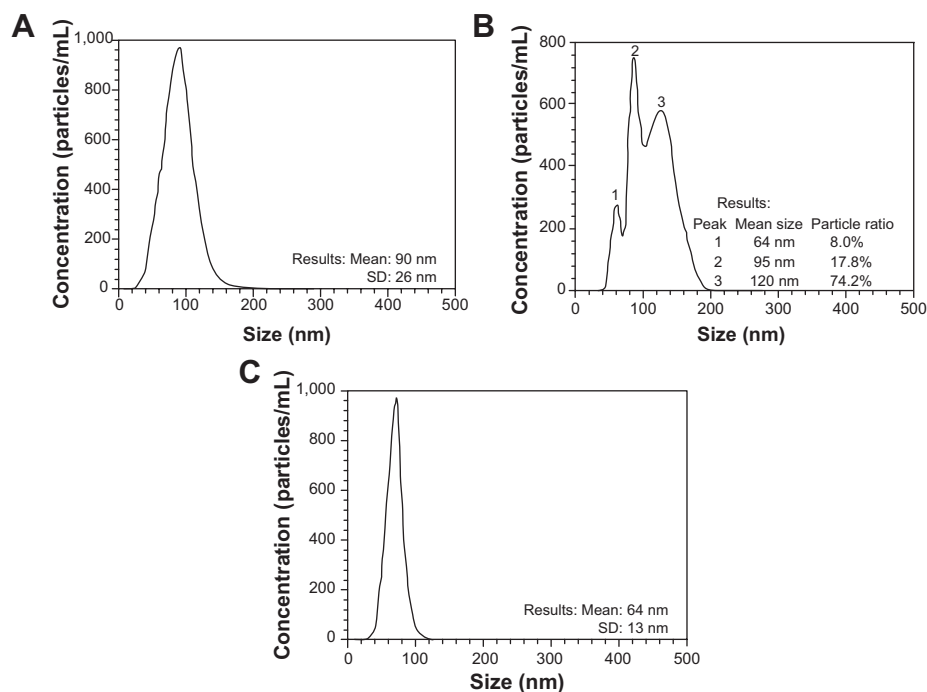 A
Concentration (particles/mL)
1,000
800
600
400
200
0
0 100 200 300 400 500
Size (nm)
Results: Mean: 90 nm
SD: 26 nm
B
Concentration (particles/mL)
800
600
400
200
0
0 100 200 300 400 500
Size (nm)
1
2
3
Results:
Peak Mean size Particle ratio
1 64 nm 8.0%
2 95 nm 17.8%
3 120 nm 74.2%
C
Concentration (particles/mL)
1,000
800
600
400
200
0
0 100 200 300 400 500
Size (nm)
Results: Mean: 64 nm
SD: 13 nm